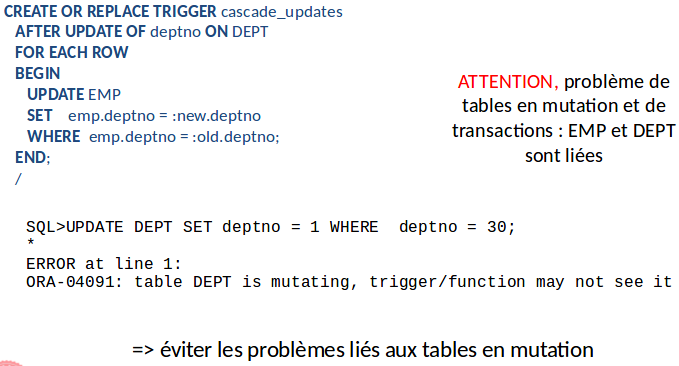 CREATE OR REPLACE TRIGGER cascade_updates
AFTER UPDATE OF deptno ON DEPT
FOR EACH ROW
BEGIN
UPDATE EMP
SET emp.deptno = :new.deptno
WHERE emp.deptno = :old.deptno;
END;
/
ATTENTION, problème de
tables en mutation et de
transactions : EMP et DEPT
sont liées
SQL>UPDATE DEPT SET deptno = 1 WHERE deptno = 30;
*
ERROR at line 1:
ORA-04091: table DEPT is mutating, trigger/function may not see it
=> éviter les problèmes liés aux tables en mutation